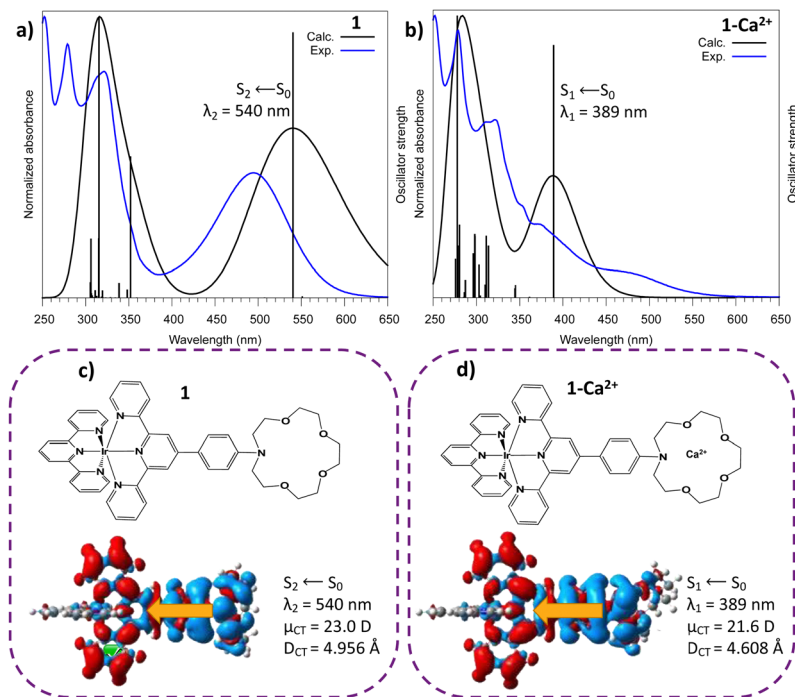 a)
1
Calc.
Exp.
S₂ ⟵S₀
λ₂ = 540 nm
Normalized absorbance
Oscillator strength
250 300 350 400 450 500 550 600 650
Wavelength (nm)
b)
1-Ca²⁺
Calc.
Exp.
S₁ ⟵S₀
λ₁ = 389 nm
Normalized absorbance
Oscillator strength
250 300 350 400 450 500 550 600 650
Wavelength (nm)
c)
1
N
N
N
Ir
N
N
N
N
O
O
O
O
S₂ ⟵ S₀
λ₂ = 540 nm
μCT = 23.0 D
DCT = 4.956 Å
d)
1-Ca²⁺
N
N
N
Ir
N
N
N
N
Ca²⁺
O
O
O
O
S₁ ⟵ S₀
λ₁ = 389 nm
μCT = 21.6 D
DCT = 4.608 Å